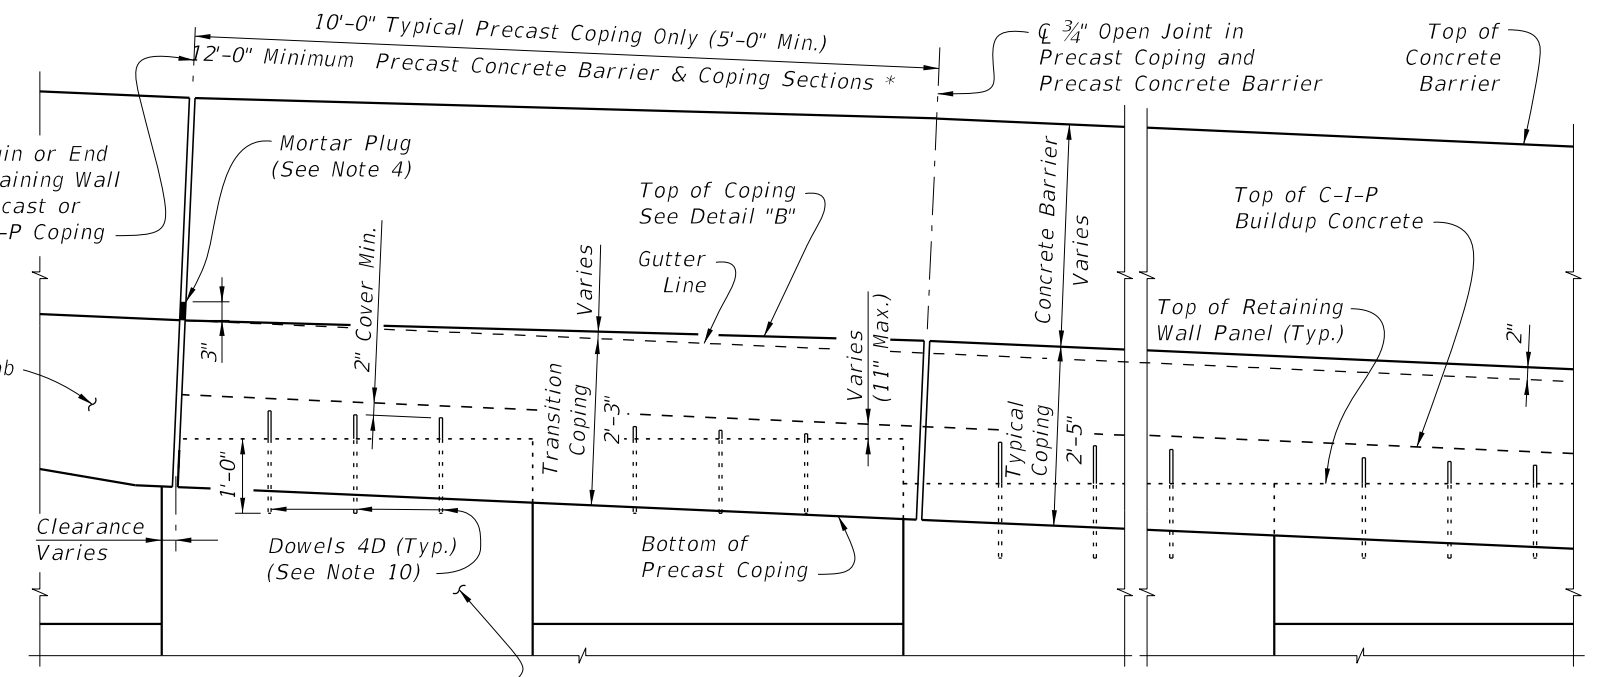 10'-0" Typical Precast Coping Only (5'-0" Min.)
12'-0" Minimum Precast Concrete Barrier & Coping Sections *
℄ ¾" Open Joint in
Precast Coping and
Precast Concrete Barrier
Top of
Concrete
Barrier
in or End
aining Wall
cast or
-P Coping
Mortar Plug
(See Note 4)
Top of Coping
See Detail "B"
Gutter
Line
Concrete Barrier
Varies
Top of C-I-P
Buildup Concrete
Top of Retaining
Wall Panel (Typ.)
2"
3"
2" Cover Min.
Varies
Varies
(11" Max.)
Transition
Coping
2'-3"
Typical
Coping
2'-5"
1'-0"
Clearance
Varies
Dowels 4D (Typ.)
(See Note 10)
Bottom of
Precast Coping